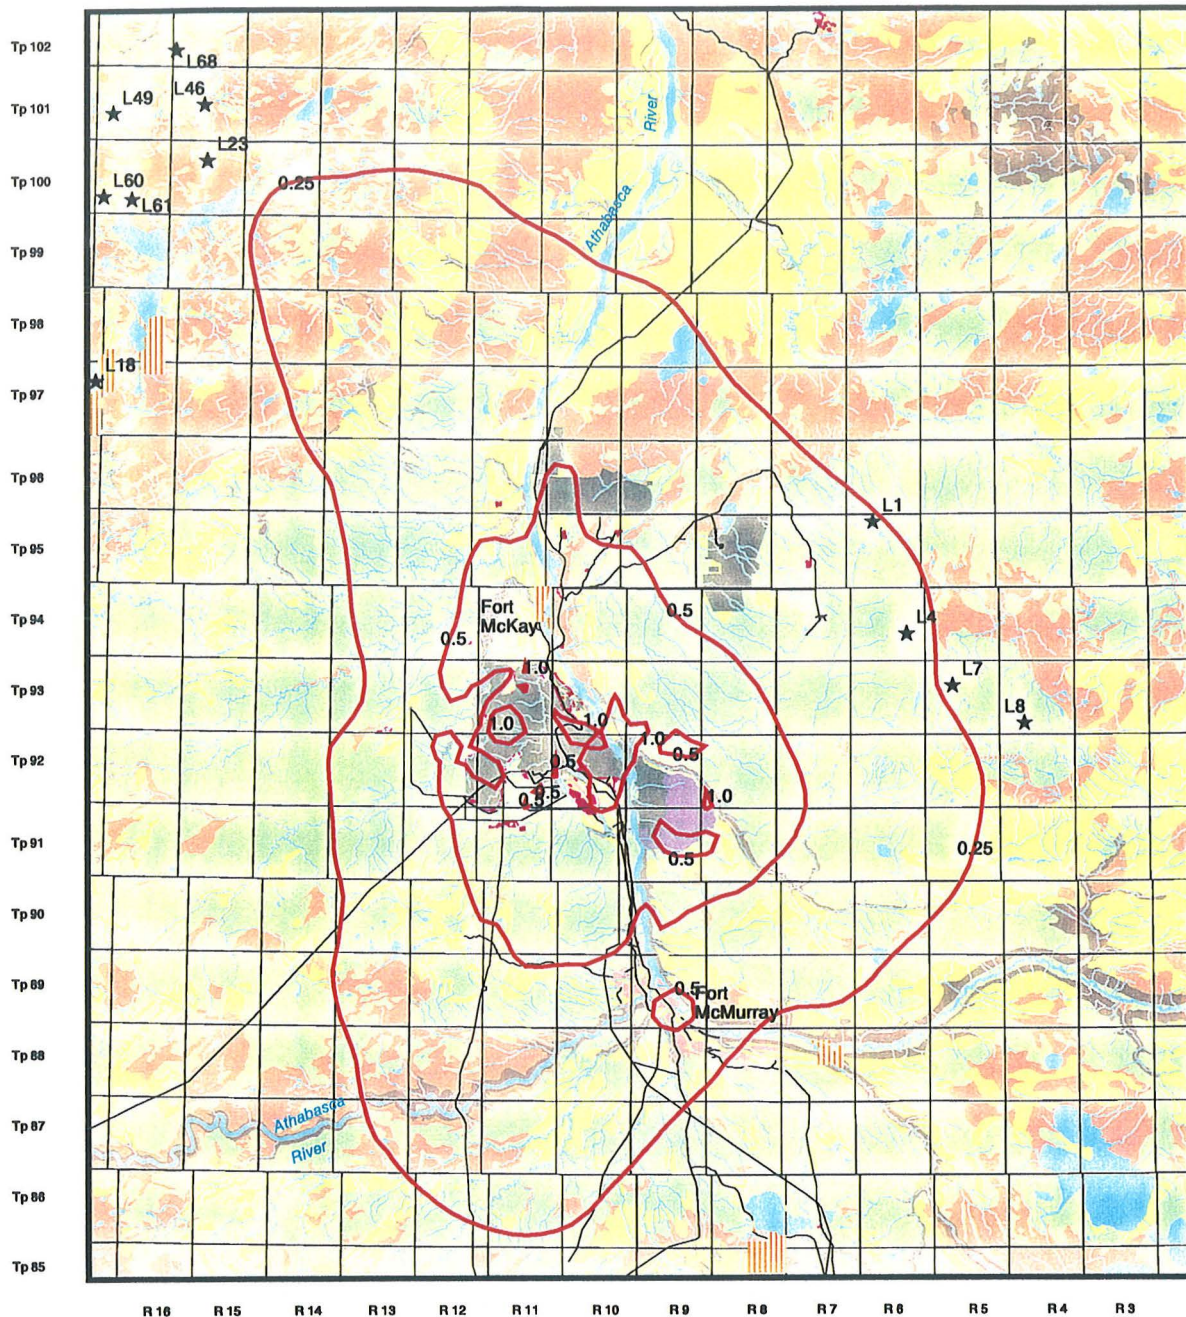 Tp 102
L68
L46
L49
Tp 101
River
L23
Tp 100
0.25
L60
L61
Athabasca
Tp 99
Tp 98
L18
Tp 97
Tp 96
L1
Tp 95
Fort
McKay
0.5
0.5
Tp 94
L4
1.0
L7
Tp 93
L8
1.0
1.0
1.0
0.5
0.5
Tp 92
0.5
0.5
1.0
Tp 91
0.5
0.25
Tp 90
Tp 89
0.5
Fort
McMurray
Tp 88
Athabasca
River
Tp 87
Tp 86
Tp 85
R 16 R 15 R 14 R 13 R 12 R 11 R 10 R 9 R 8 R 7 R 6 R 5 R 4 R 3